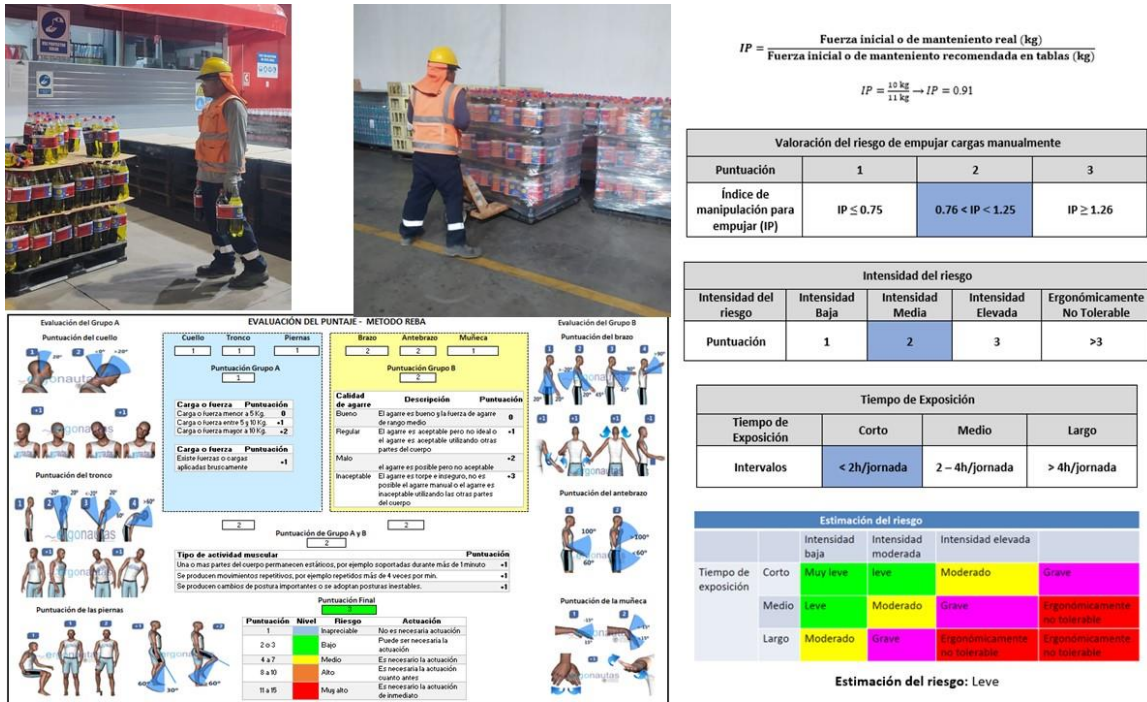 IP = Fuerza inicial o de mantenimiento real (kg)
Fuerza inicial o de mantenimiento recomendada en tablas (kg)
IP = 10 kg / 11 kg → IP = 0.91
Valoración del riesgo de empujar cargas manualmente
Puntuación 1 2 3
Índice de manipulación para empujar (IP) IP ≤ 0.75 0.76 < IP < 1.25 IP ≥ 1.26
Intensidad del riesgo
Intensidad del riesgo Intensidad Baja Intensidad Media Intensidad Elevada Ergonómicamente No Tolerable
Puntuación 1 2 3 >3
Tiempo de Exposición
Tiempo de Exposición Corto Medio Largo
Intervalos < 2h/jornada 2 – 4h/jornada > 4h/jornada
Estimación del riesgo
Intensidad baja Intensidad moderada Intensidad elevada
Tiempo de exposición Corto Muy leve leve Moderado Grave
Medio Leve Moderado Grave Ergonómicamente no tolerable
Largo Moderado Grave Ergonómicamente no tolerable Ergonómicamente no tolerable
Estimación del riesgo: Leve
EVALUACIÓN DEL PUNTAJE - METODO REBA
Evaluación del Grupo A
Puntuación del cuello
Puntuación del tronco
Puntuación de las piernas
Cuello Tronco Piernas
1 1 1
Puntuación Grupo A
1
Carga o fuerza Puntuación
Carga o fuerza menor a 5 Kg. 0
Carga o fuerza entre 5 y 10 Kg. +1
Carga o fuerza mayor a 10 Kg. +2
Carga o fuerza Puntuación
Existe fuerzas o cargas aplicadas bruscamente +1
2
Brazo Antebrazo Muñeca
2 2 1
Puntuación Grupo B
2
Calidad de agarre Descripción Puntuación
Bueno El agarre es bueno y la fuerza de agarre de rango medio 0
Regular El agarre es aceptable pero no ideal o el agarre es aceptable utilizando otras partes del cuerpo +1
Malo el agarre es posible pero no aceptable +2
Inaceptable El agarre es torpe e inseguro, no es posible el agarre manual o el agarre es inaceptable utilizando las otras partes del cuerpo +3
2
Puntuación de Grupo A y B
2
Tipo de actividad muscular Puntuación
Una o mas partes del cuerpo permanecen estáticos, por ejemplo soportadas durante más de 1 minuto +1
Se producen movimientos repetitivos, por ejemplo repetidos más de 4 veces por min. +1
Se producen cambios de postura importantes o se adoptan posturas inestables. +1
Puntuación Final
3
Puntuación Nivel Riesgo Actuación
1 Inapreciable No es necesaria actuación
2 o 3 Bajo Puede ser necesaria la actuación
4 a 7 Medio Es necesario la actuación
8 a 10 Alto Es necesario la actuación cuanto antes
11 a 15 Muy alto Es necesario la actuación de inmediato
Evaluación del Grupo B
Puntuación del brazo
Puntuación del antebrazo
Puntuación de la muñeca
ergonautas